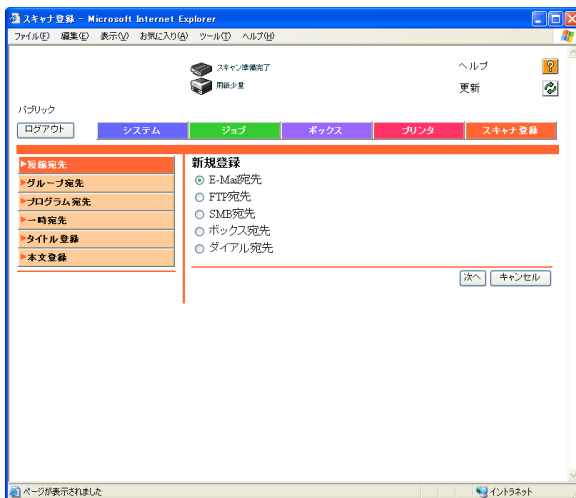 スキャナ登録 - Microsoft Internet Explorer
ファイル(F) 編集(E) 表示(V) お気に入り(A) ツール(T) ヘルプ(H)
スキャン準備完了
ヘルプ ?
用紙少量
更新
パブリック
ログアウト システム ジョブ ボックス プリンタ スキャナ登録
短縮宛先
グループ宛先
プログラム宛先
一時宛先
タイトル登録
本文登録
新規登録
E-Mail宛先
FTP宛先
SMB宛先
ボックス宛先
ダイアル宛先
次へ キャンセル
ページが表示されました イントラネット